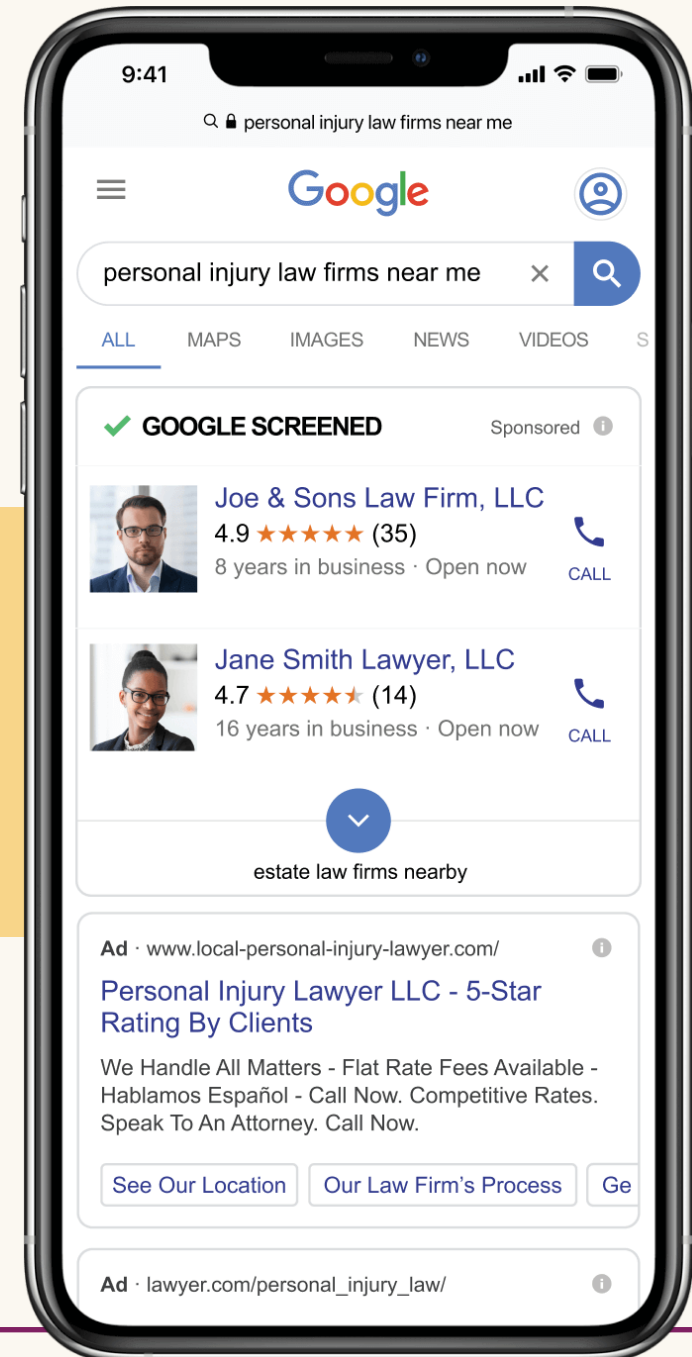 9:41
personal injury law firms near me
Google
personal injury law firms near me
ALL MAPS IMAGES NEWS VIDEOS S
GOOGLE SCREENED Sponsored
Joe & Sons Law Firm, LLC
4.9 ★★★★★ (35)
8 years in business · Open now
CALL
Jane Smith Lawyer, LLC
4.7 ★★★★★ (14)
16 years in business · Open now
CALL
estate law firms nearby
Ad · www.local-personal-injury-lawyer.com/
Personal Injury Lawyer LLC - 5-Star
Rating By Clients
We Handle All Matters - Flat Rate Fees Available -
Hablamos Español - Call Now. Competitive Rates.
Speak To An Attorney. Call Now.
See Our Location Our Law Firm's Process Ge
Ad · lawyer.com/personal_injury_law/